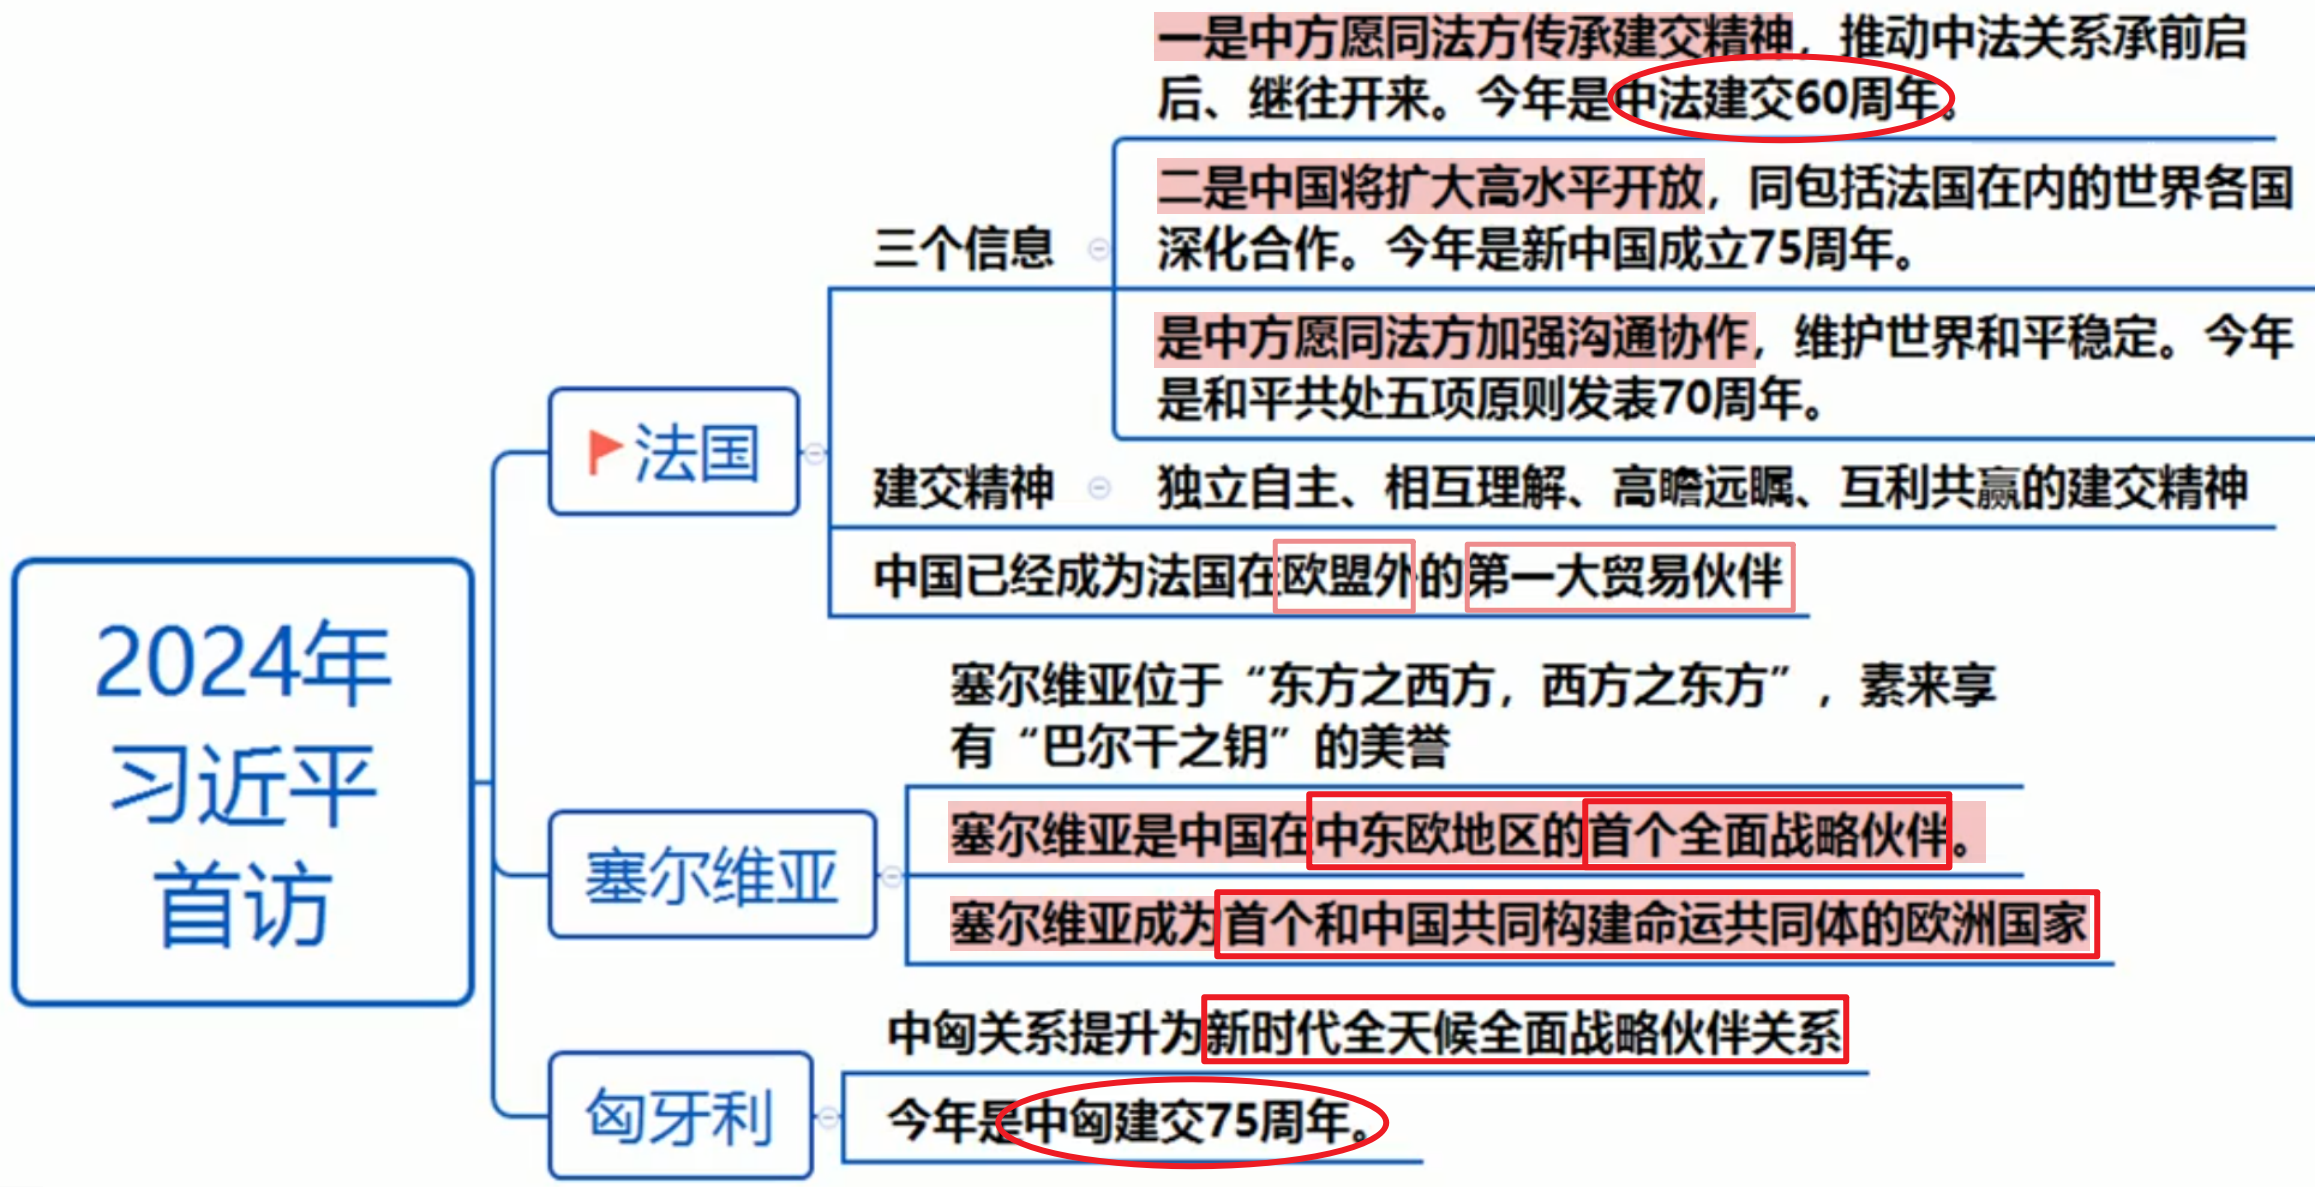 2024年
习近平
首访
法国
三个信息
一是中方愿同法方传承建交精神，推动中法关系承前启
后、继往开来。今年是中法建交60周年。
二是中国将扩大高水平开放，同包括法国在内的世界各国
深化合作。今年是新中国成立75周年。
是中方愿同法方加强沟通协作，维护世界和平稳定。今年
是和平共处五项原则发表70周年。
建交精神
独立自主、相互理解、高瞻远瞩、互利共赢的建交精神
中国已经成为法国在欧盟外的第一大贸易伙伴
塞尔维亚
塞尔维亚位于“东方之西方，西方之东方”，素来享
有“巴尔干之钥”的美誉
塞尔维亚是中国在中东欧地区的首个全面战略伙伴。
塞尔维亚成为首个和中国共同构建命运共同体的欧洲国家
匈牙利
中匈关系提升为新时代全天候全面战略伙伴关系
今年是中匈建交75周年。